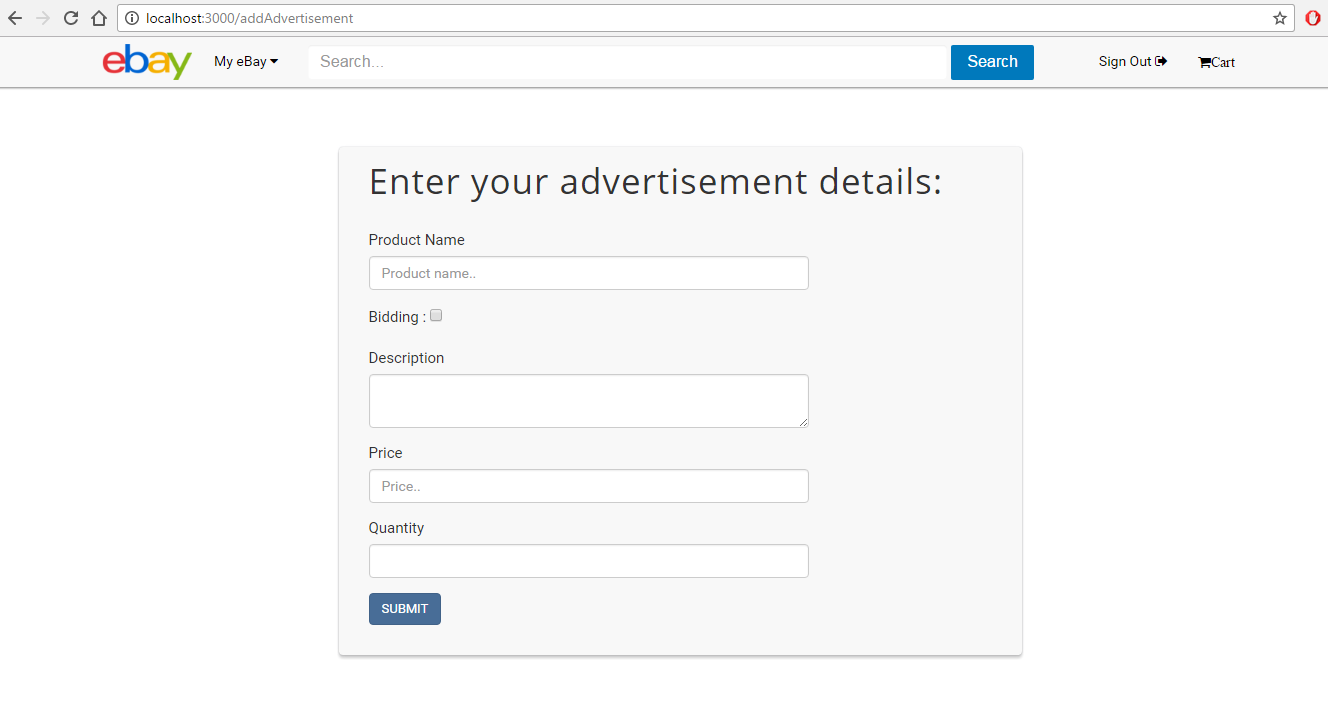 localhost:3000/addAdvertisement
ebay My eBay Search... Search Sign Out Cart
Enter your advertisement details:
Product Name
Product name..
Bidding :
Description
Price
Price..
Quantity
SUBMIT